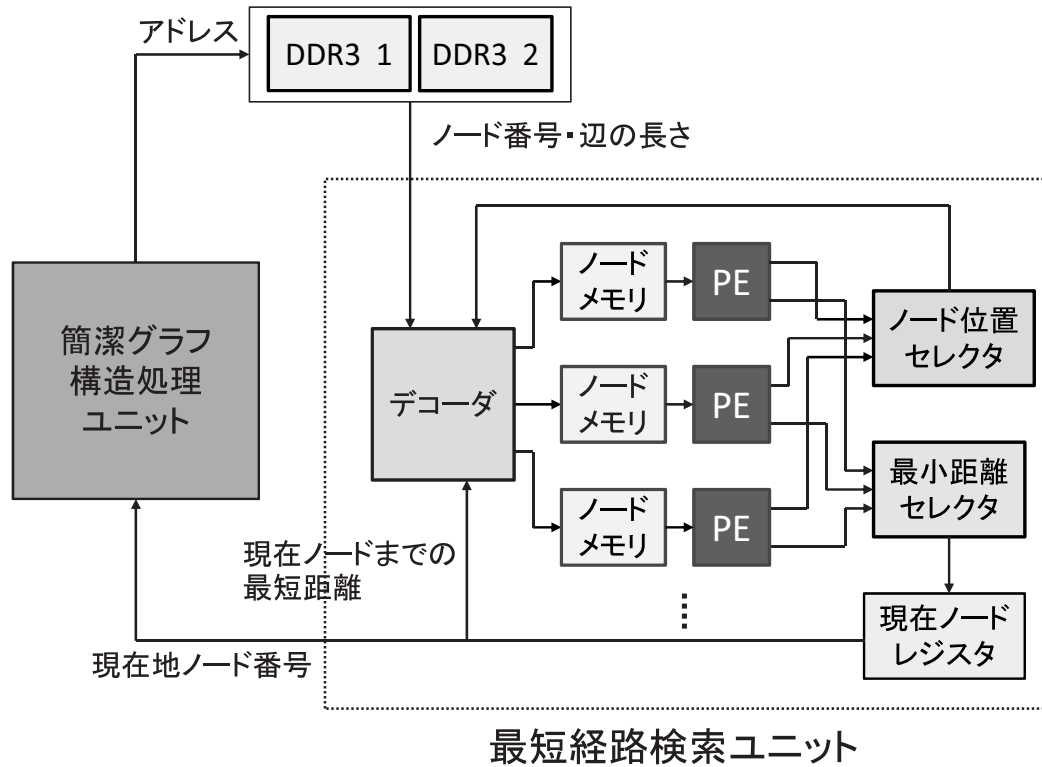 アドレス
DDR3 1
DDR3 2
ノード番号・辺の長さ
簡潔グラフ
構造処理
ユニット
デコーダ
ノード
メモリ
PE
ノード
メモリ
PE
ノード
メモリ
PE
ノード位置
セレクタ
最小距離
セレクタ
現在ノードまでの
最短距離
現在ノード
レジスタ
現在地ノード番号
最短経路検索ユニット